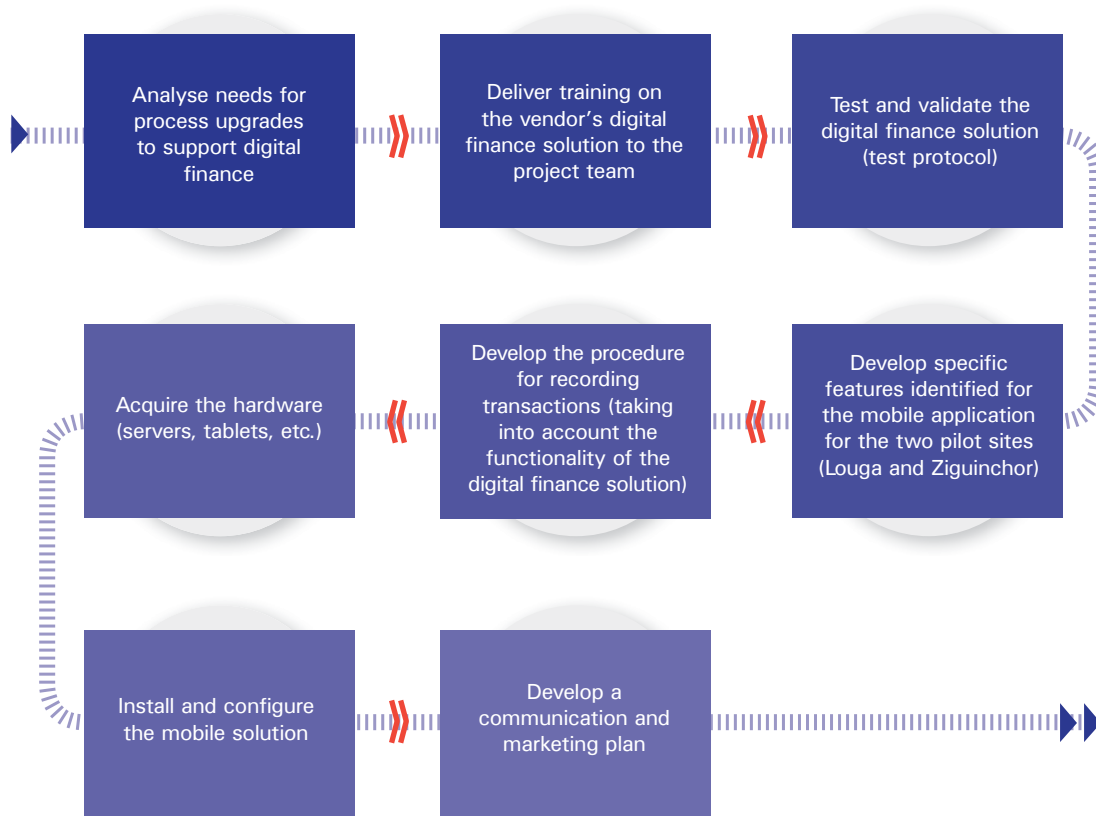 Analyse needs for
process upgrades
to support digital
finance
Deliver training on
the vendor’s digital
finance solution to the
project team
Test and validate the
digital finance solution
(test protocol)
Develop specific
features identified for
the mobile application
for the two pilot sites
(Louga and Ziguinchor)
Develop the procedure
for recording
transactions (taking
into account the
functionality of the
digital finance solution)
Acquire the hardware
(servers, tablets, etc.)
Install and configure
the mobile solution
Develop a
communication and
marketing plan